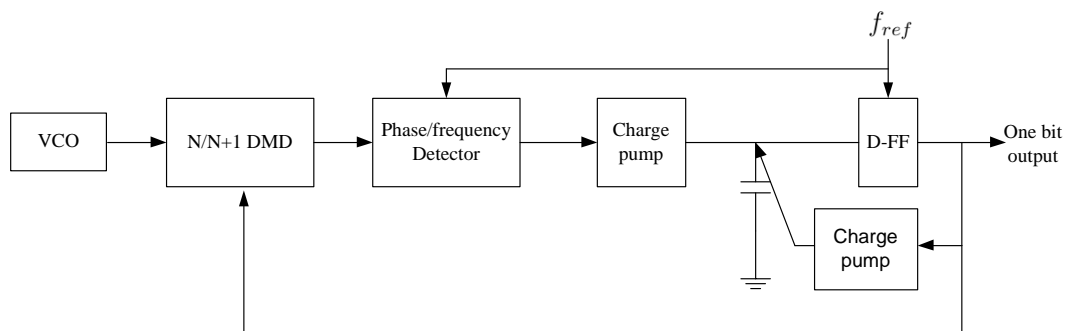 f_ref
VCO
N/N+1 DMD
Phase/frequency
Detector
Charge
pump
D-FF
One bit
output
Charge
pump